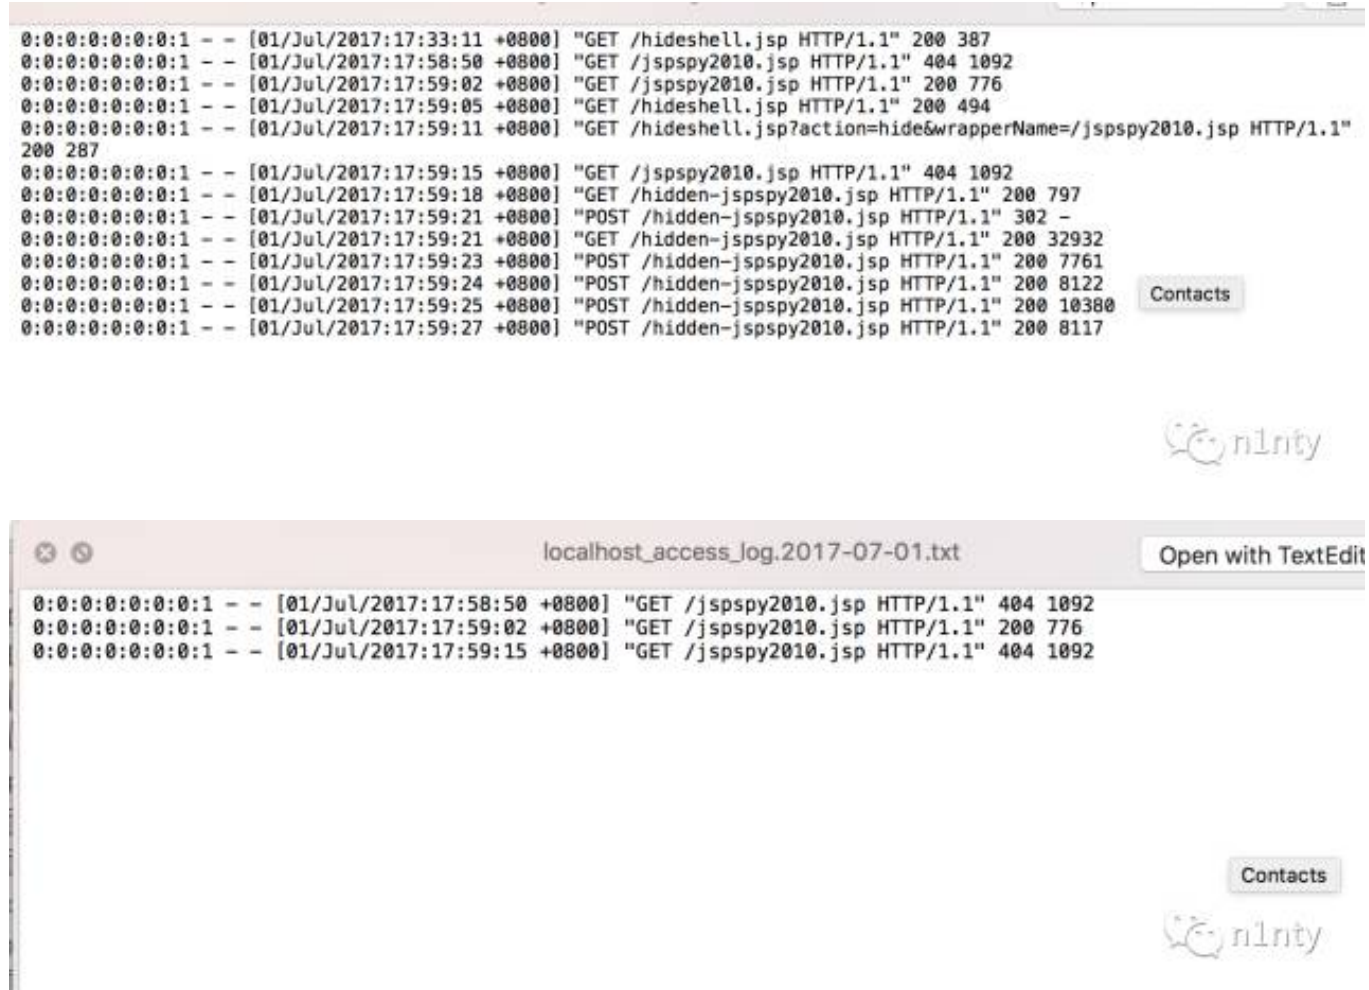 0:0:0:0:0:0:0:1 - - [01/Jul/2017:17:33:11 +0800] "GET /hideshell.jsp HTTP/1.1" 200 387
0:0:0:0:0:0:0:1 - - [01/Jul/2017:17:58:50 +0800] "GET /jspspy2010.jsp HTTP/1.1" 404 1092
0:0:0:0:0:0:0:1 - - [01/Jul/2017:17:59:02 +0800] "GET /jspspy2010.jsp HTTP/1.1" 200 776
0:0:0:0:0:0:0:1 - - [01/Jul/2017:17:59:05 +0800] "GET /hideshell.jsp HTTP/1.1" 200 494
0:0:0:0:0:0:0:1 - - [01/Jul/2017:17:59:11 +0800] "GET /hideshell.jsp?action=hide&wrapperName=/jspspy2010.jsp HTTP/1.1"
200 287
0:0:0:0:0:0:0:1 - - [01/Jul/2017:17:59:15 +0800] "GET /jspspy2010.jsp HTTP/1.1" 404 1092
0:0:0:0:0:0:0:1 - - [01/Jul/2017:17:59:18 +0800] "GET /hidden-jspspy2010.jsp HTTP/1.1" 200 797
0:0:0:0:0:0:0:1 - - [01/Jul/2017:17:59:21 +0800] "POST /hidden-jspspy2010.jsp HTTP/1.1" 302 -
0:0:0:0:0:0:0:1 - - [01/Jul/2017:17:59:21 +0800] "GET /hidden-jspspy2010.jsp HTTP/1.1" 200 32932
0:0:0:0:0:0:0:1 - - [01/Jul/2017:17:59:23 +0800] "POST /hidden-jspspy2010.jsp HTTP/1.1" 200 7761
0:0:0:0:0:0:0:1 - - [01/Jul/2017:17:59:24 +0800] "POST /hidden-jspspy2010.jsp HTTP/1.1" 200 8122
0:0:0:0:0:0:0:1 - - [01/Jul/2017:17:59:25 +0800] "POST /hidden-jspspy2010.jsp HTTP/1.1" 200 10380
0:0:0:0:0:0:0:1 - - [01/Jul/2017:17:59:27 +0800] "POST /hidden-jspspy2010.jsp HTTP/1.1" 200 8117
Contacts
n1nty
localhost_access_log.2017-07-01.txt
Open with TextEdit
0:0:0:0:0:0:0:1 - - [01/Jul/2017:17:58:50 +0800] "GET /jspspy2010.jsp HTTP/1.1" 404 1092
0:0:0:0:0:0:0:1 - - [01/Jul/2017:17:59:02 +0800] "GET /jspspy2010.jsp HTTP/1.1" 200 776
0:0:0:0:0:0:0:1 - - [01/Jul/2017:17:59:15 +0800] "GET /jspspy2010.jsp HTTP/1.1" 404 1092
Contacts
n1nty